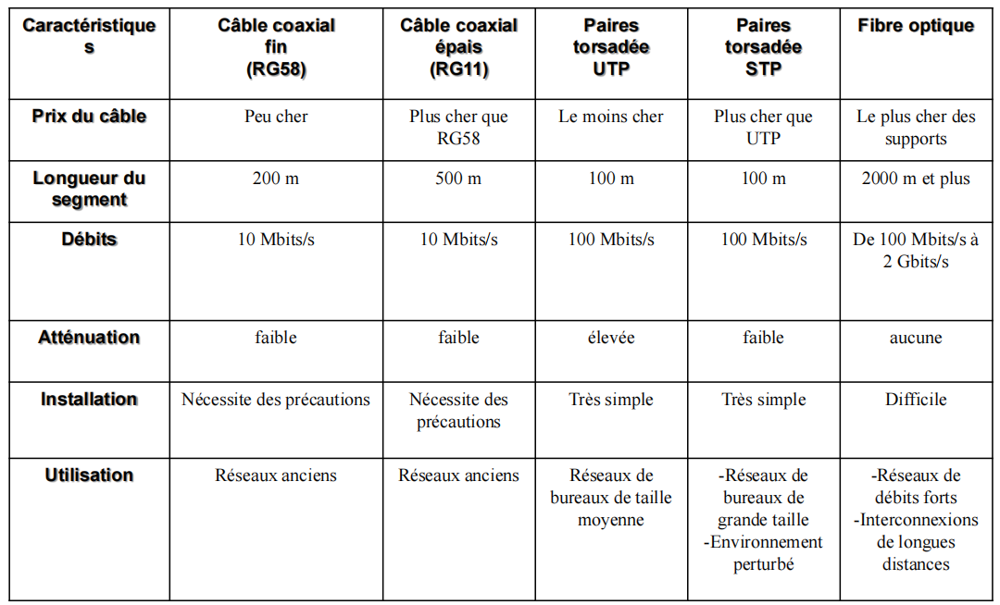 Caractéristique
s
Câble coaxial
fin
(RG58)
Câble coaxial
épais
(RG11)
Paires
torsadée
UTP
Paires
torsadée
STP
Fibre optique
Prix du câble
Peu cher
Plus cher que
RG58
Le moins cher
Plus cher que
UTP
Le plus cher des
supports
Longueur du
segment
200 m
500 m
100 m
100 m
2000 m et plus
Débits
10 Mbits/s
10 Mbits/s
100 Mbits/s
100 Mbits/s
De 100 Mbits/s à
2 Gbits/s
Atténuation
faible
faible
élevée
faible
aucune
Installation
Nécessite des précautions
Nécessite des
précautions
Très simple
Très simple
Difficile
Utilisation
Réseaux anciens
Réseaux anciens
Réseaux de
bureaux de taille
moyenne
-Réseaux de
bureaux de
grande taille
-Environnement
perturbé
-Réseaux de
débits forts
-Interconnexions
de longues
distances